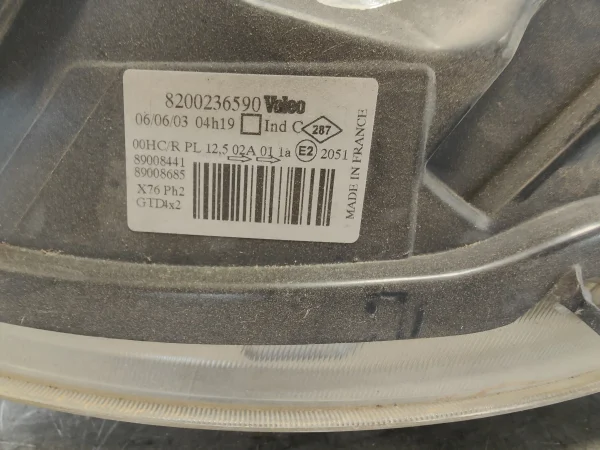 8200236590 Valeo
06/06/03 04h19 Ind C 287
00HC/R PL 12,5 02A 01 1a E2 2051
89008441
89008685
X76 Ph2
GTD4x2
MADE IN FRANCE